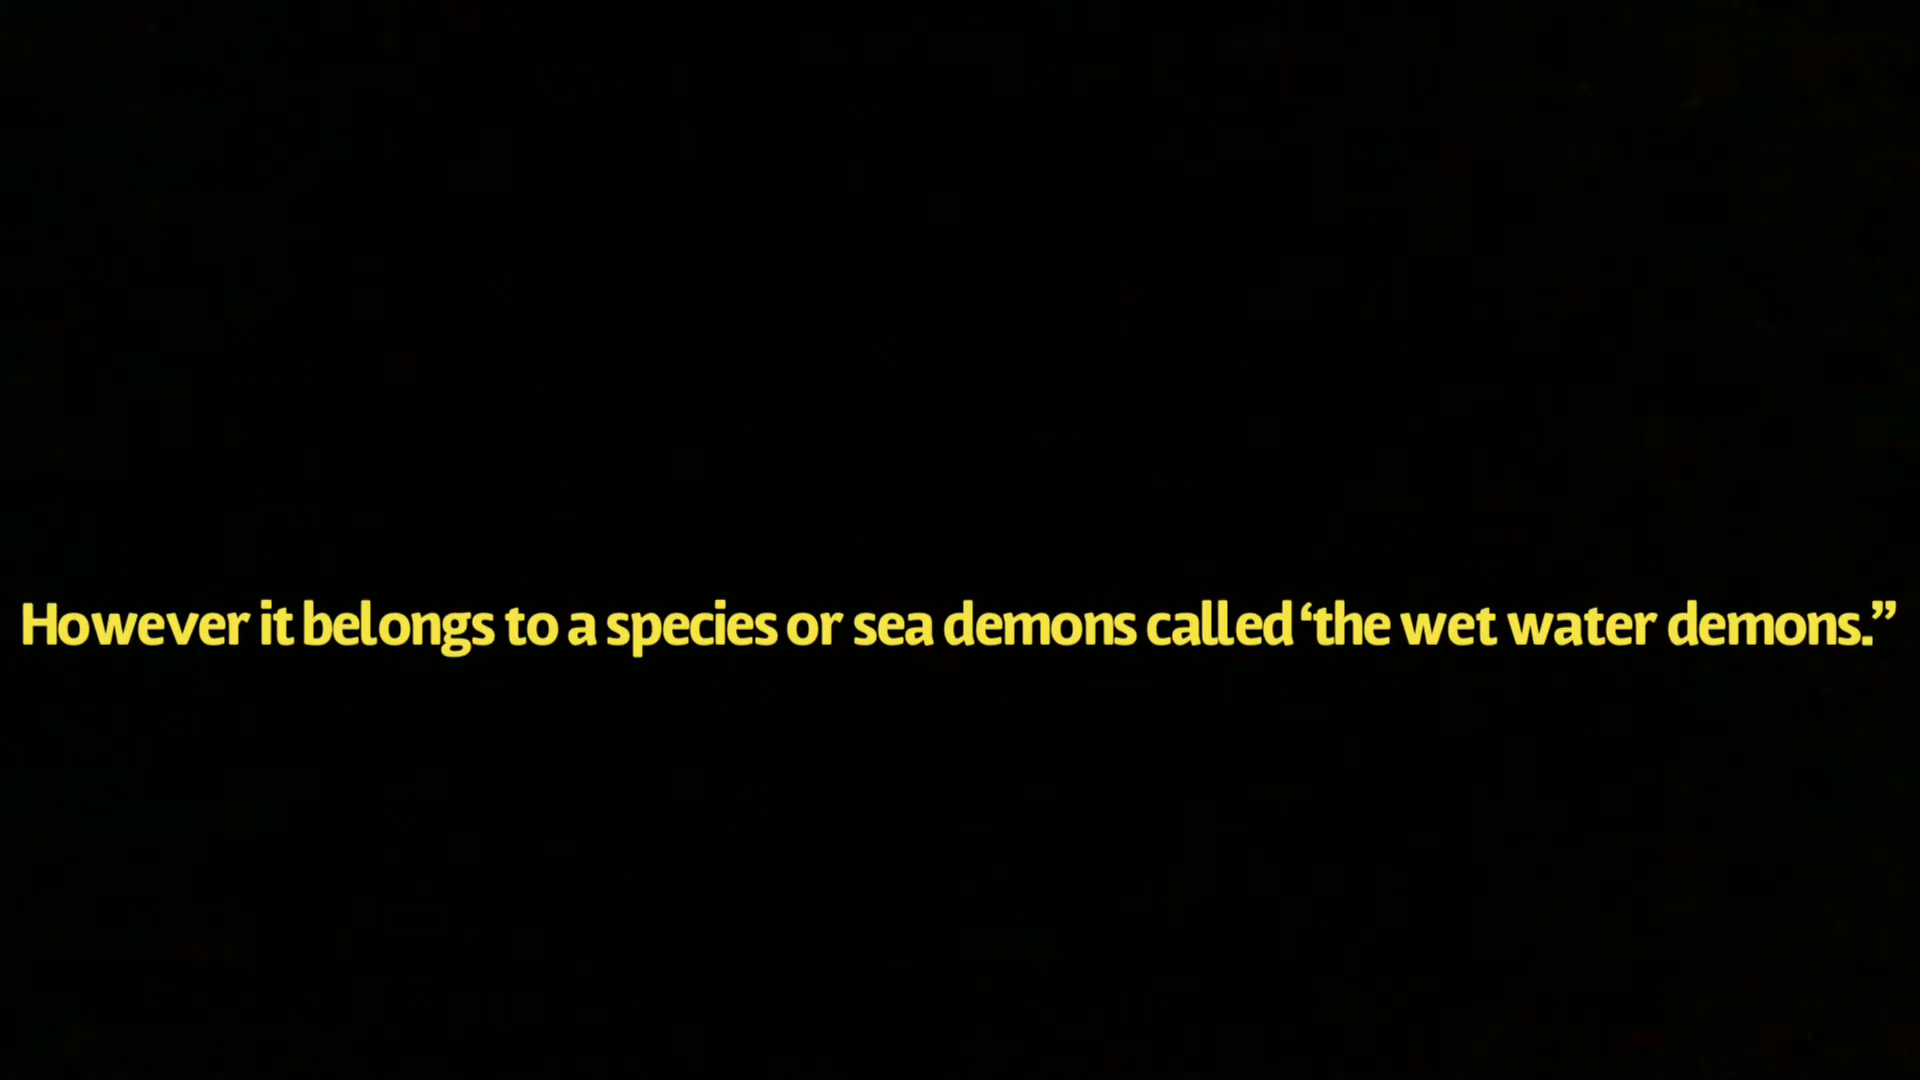 However it belongs to a species or sea demons called ‘the wet water demons.”